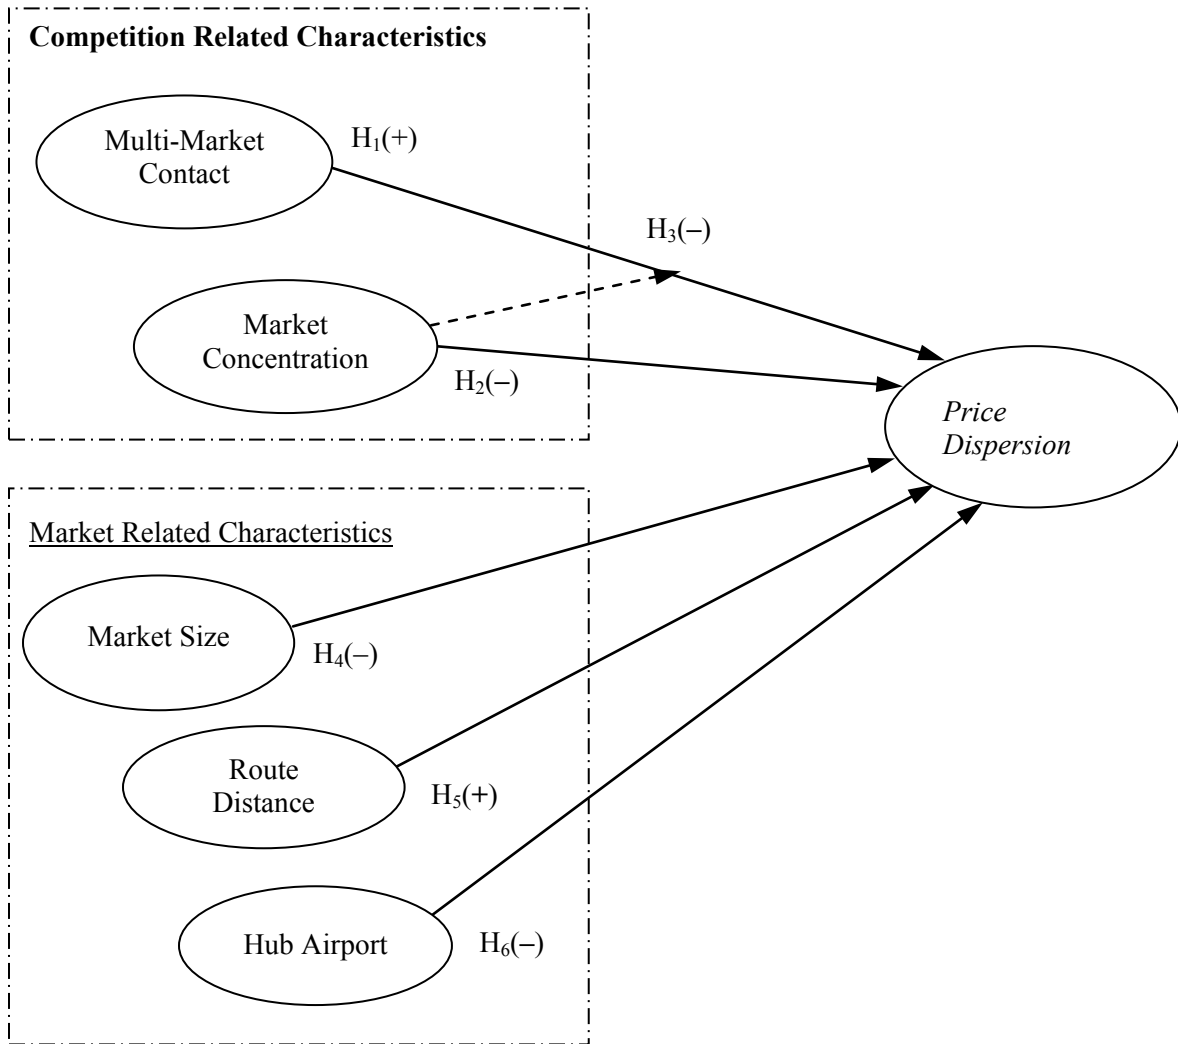 Competition Related Characteristics
Multi-Market
Contact
H₁(+)
H₃(–)
Market
Concentration
H₂(–)
Price
Dispersion
Market Related Characteristics
Market Size
H₄(–)
Route
Distance
H₅(+)
Hub Airport
H₆(–)